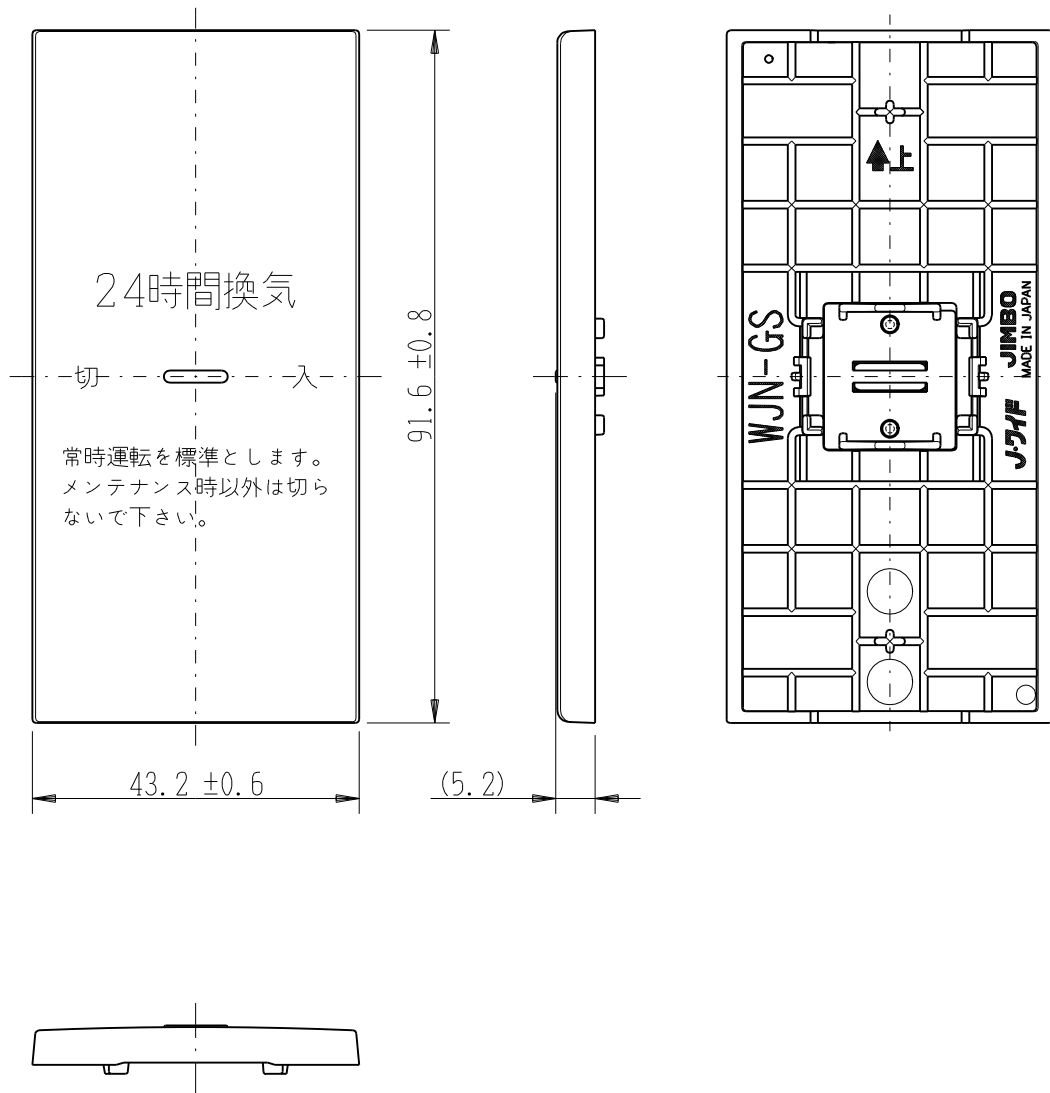 24時間換気
切 入
常時運転を標準とします。
メンテナンス時以外は切ら
ないで下さい。
91.6 ±0.8
43.2 ±0.6
(5.2)
上
WJN-GS
JIMBO
MADE IN JAPAN
J・ワイド